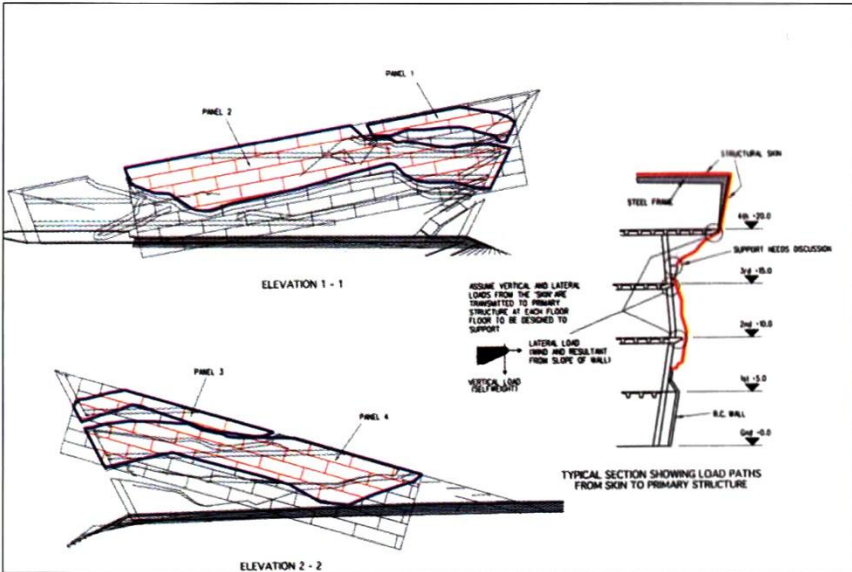 PANEL 1
PANEL 2
ELEVATION 1 - 1
STRUCTURAL SKIN
STEEL FRAME
4th +20.0
SUPPORT NEEDS DISCUSSION
3rd +15.0
ASSUME VERTICAL AND LATERAL
LOADS FROM THE 'SKIN' ARE
TRANSMITTED TO PRIMARY
STRUCTURE AT EACH FLOOR
FLOOR TO BE DESIGNED TO
SUPPORT
2nd +10.0
LATERAL LOAD
(WIND AND RESULTANT
FROM SLOPE OF WALL)
VERTICAL LOAD
(SELFWEIGHT)
1st +5.0
R.C. WALL
Gnd +0.0
TYPICAL SECTION SHOWING LOAD PATHS
FROM SKIN TO PRIMARY STRUCTURE
PANEL 3
PANEL 4
ELEVATION 2 - 2